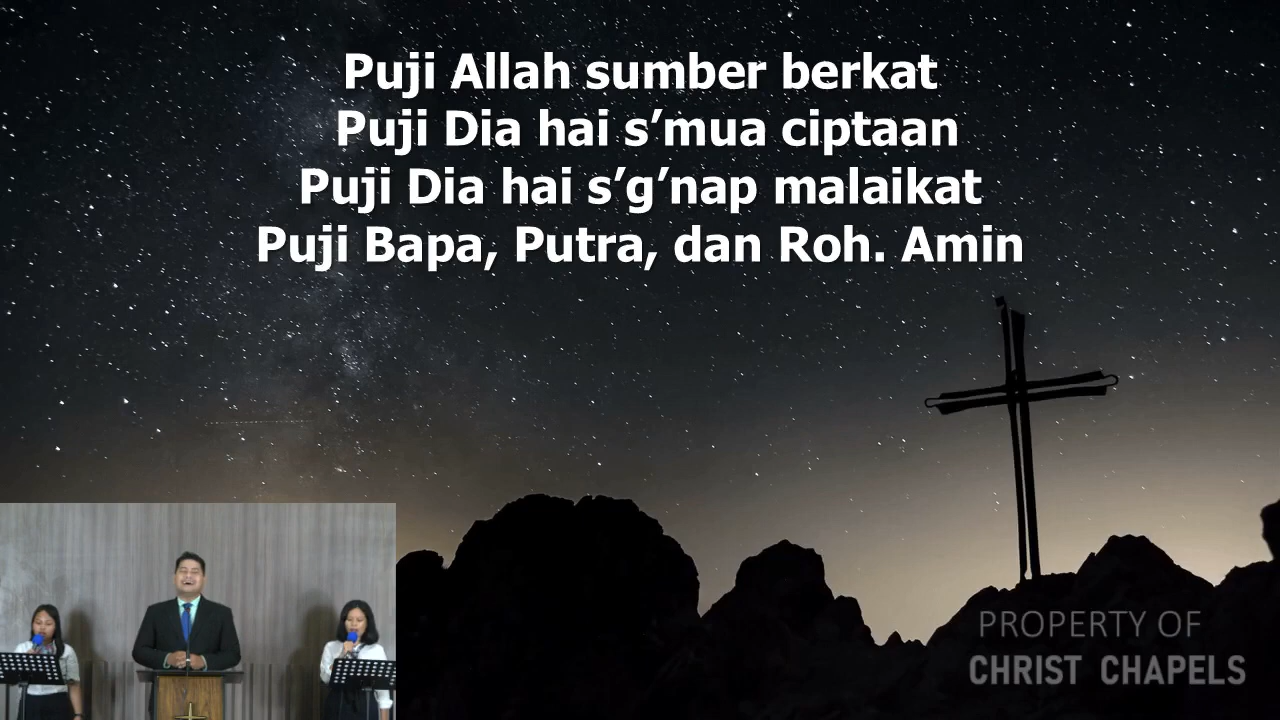 Puji Allah sumber berkat
Puji Dia hai s’mua ciptaan
Puji Dia hai s’g’nap malaikat
Puji Bapa, Putra, dan Roh. Amin
PROPERTY OF
CHRIST CHAPELS